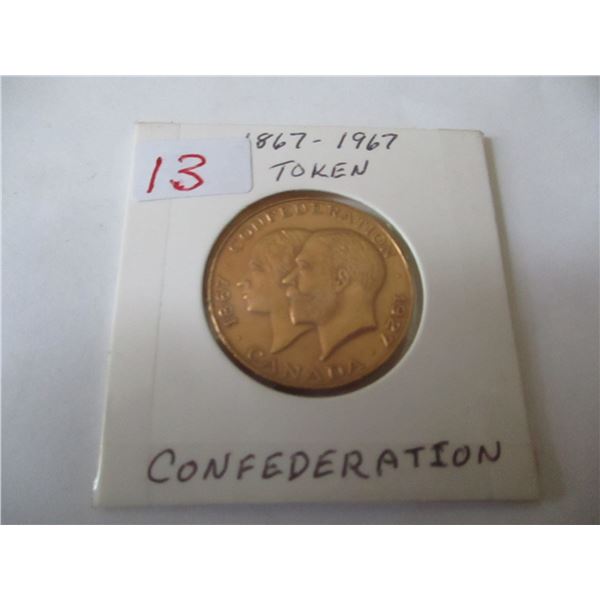 1867-1967
13
TOKEN
CONFEDERATION
1867
1927
CANADA
CONFEDERATION